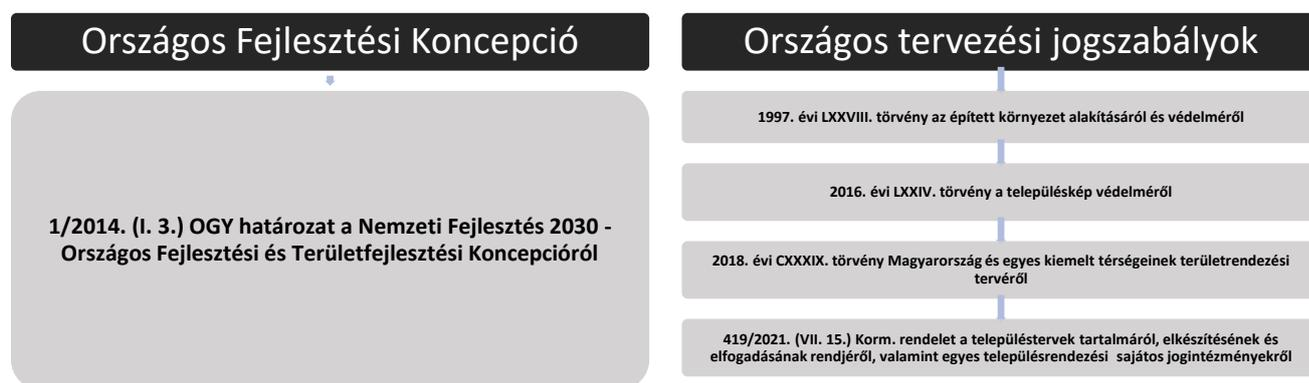 Országos Fejlesztési Koncepció
1/2014. (I. 3.) OGY határozat a Nemzeti Fejlesztés 2030 -
Országos Fejlesztési és Területfejlesztési Koncepcióról
Országos tervezési jogszabályok
1997. évi LXXVIII. törvény az épített környezet alakításáról és védelméről
2016. évi LXXIV. törvény a településkép védelméről
2018. évi CXXXIX. törvény Magyarország és egyes kiemelt térségeinek területrendezési
tervéről
419/2021. (VII. 15.) Korm. rendelet a településtervek tartalmáról, elkészítésének és
elfogadásának rendjéről, valamint egyes településrendezési sajátos jogintézményekről